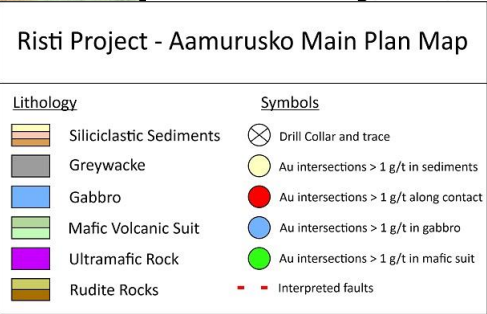 Risti Project - Aamurusko Main Plan Map
Lithology
Siliciclastic Sediments
Greywacke
Gabbro
Mafic Volcanic Suit
Ultramafic Rock
Rudite Rocks
Symbols
Drill Collar and trace
Au intersections > 1 g/t in sediments
Au intersections > 1 g/t along contact
Au intersections > 1 g/t in gabbro
Au intersections > 1 g/t in mafic suit
Interpreted faults